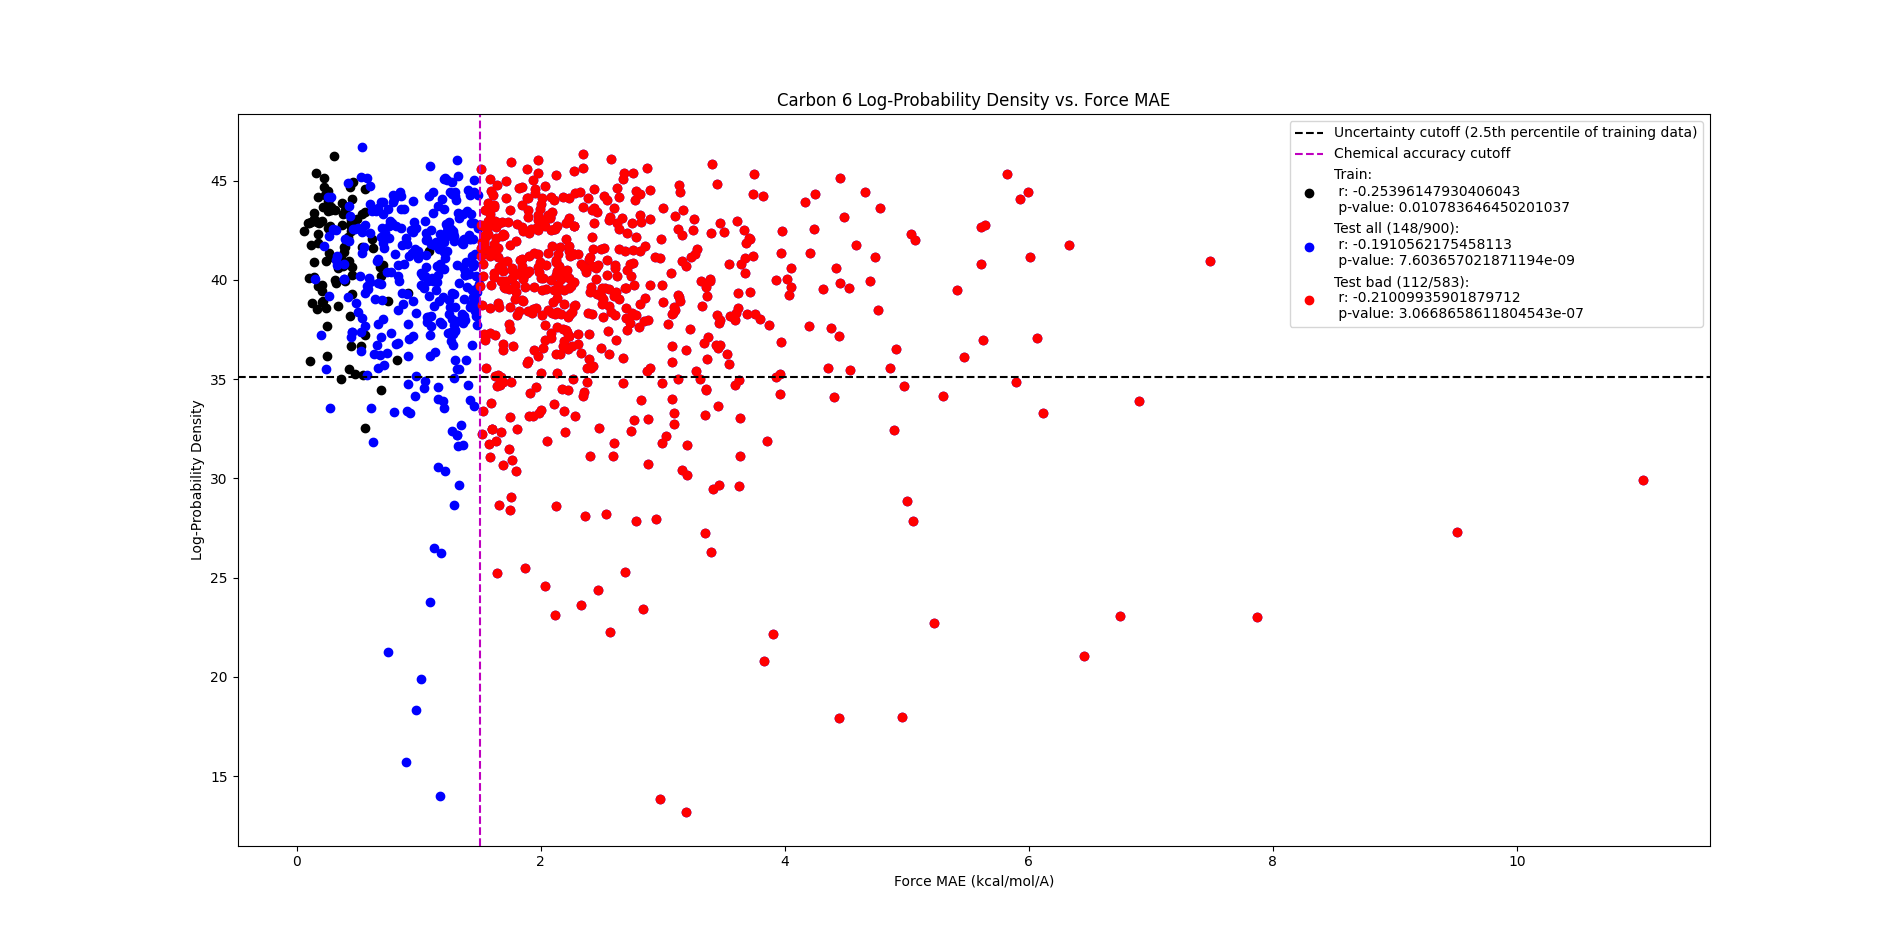 Carbon 6 Log-Probability Density vs. Force MAE
Uncertainty cutoff (2.5th percentile of training data)
Chemical accuracy cutoff
Train:
r: -0.25396147930406043
p-value: 0.010783646450201037
Test all (148/900):
r: -0.1910562175458113
p-value: 7.603657021871194e-09
Test bad (112/583):
r: -0.21009935901879712
p-value: 3.0668658611804543e-07
Log-Probability Density
45
40
35
30
25
20
15
0 2 4 6 8 10
Force MAE (kcal/mol/A)